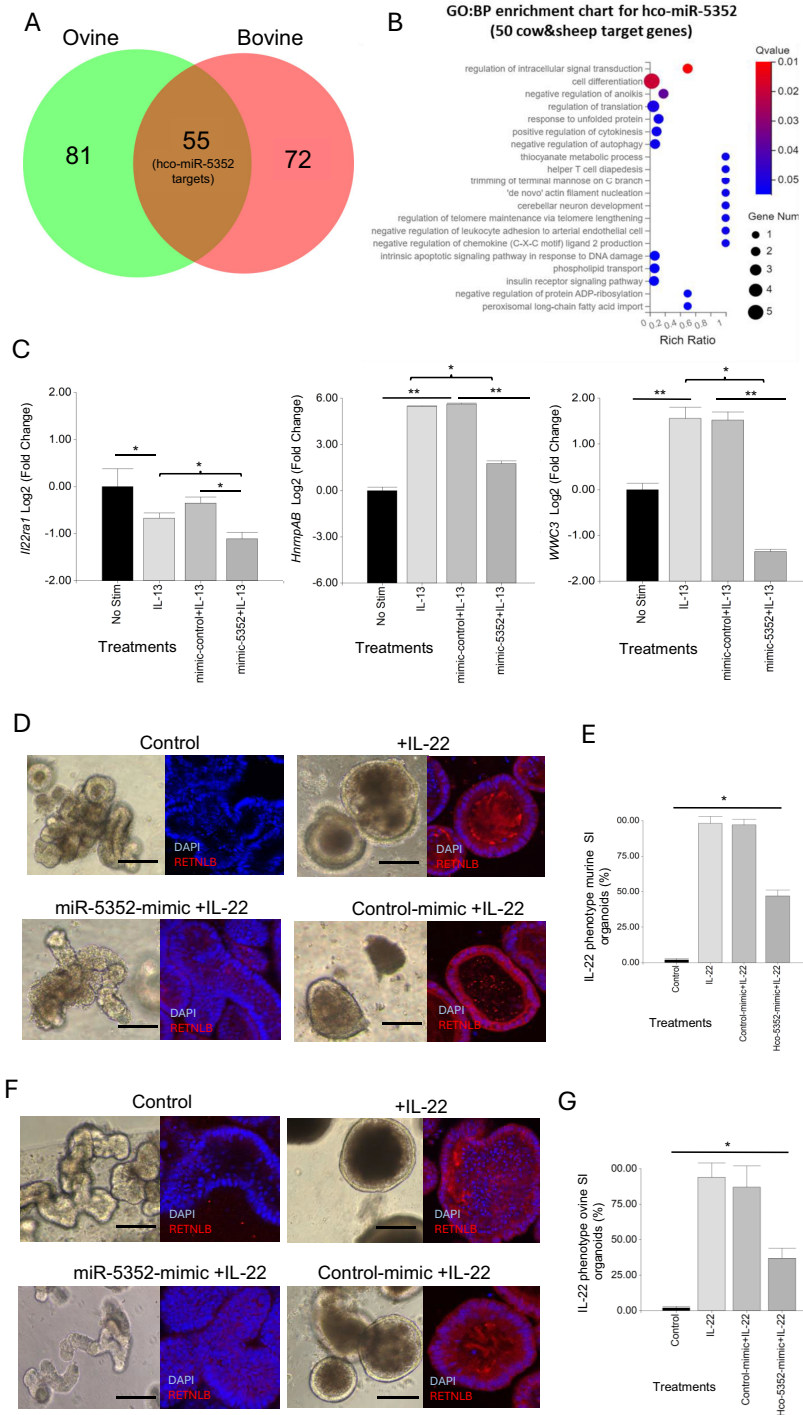 A
Ovine
Bovine
81
55
(hco-miR-5352
targets)
72
B
GO:BP enrichment chart for hco-miR-5352
(50 cow&sheep target genes)
regulation of intracellular signal transduction
cell differentiation
negative regulation of anoikis
regulation of translation
response to unfolded protein
positive regulation of cytokinesis
negative regulation of autophagy
thiocyanate metabolic process
helper T cell diapedesis
trimming of terminal mannose on C branch
'de novo' actin filament nucleation
cerebellar neuron development
regulation of telomere maintenance via telomere lengthening
negative regulation of leukocyte adhesion to arterial endothelial cell
negative regulation of chemokine (C-X-C motif) ligand 2 production
intrinsic apoptotic signaling pathway in response to DNA damage
phospholipid transport
insulin receptor signaling pathway
negative regulation of protein ADP-ribosylation
peroxisomal long-chain fatty acid import
0 0.2 0.4 0.6 0.8 1
Rich Ratio
Qvalue
0.01
0.02
0.03
0.04
0.05
Gene Num
1
2
3
4
5
C
Il22ra1 Log2 (Fold Change)
2.00
1.00
0.00
-1.00
-2.00
*
*
*
No Stim
IL-13
mimic-control+IL-13
mimic-5352+IL-13
Treatments
HnrnpAB Log2 (Fold Change)
6.00
3.00
0.00
-3.00
-6.00
*
**
**
No Stim
IL-13
mimic-control+IL-13
mimic-5352+IL-13
Treatments
WWC3 Log2 (Fold Change)
2.00
1.00
0.00
-1.00
-2.00
*
**
**
No Stim
IL-13
mimic-control+IL-13
mimic-5352+IL-13
Treatments
D
Control
DAPI
RETNLB
+IL-22
DAPI
RETNLB
miR-5352-mimic +IL-22
DAPI
RETNLB
Control-mimic +IL-22
DAPI
RETNLB
E
IL-22 phenotype murine SI
organoids (%)
00.00
75.00
50.00
25.00
0.00
*
Control
IL-22
Control-mimic+IL-22
Hco-5352-mimic+IL-22
Treatments
F
Control
DAPI
RETNLB
+IL-22
DAPI
RETNLB
miR-5352-mimic +IL-22
DAPI
RETNLB
Control-mimic +IL-22
DAPI
RETNLB
G
IL-22 phenotype ovine SI
organoids (%)
00.00
75.00
50.00
25.00
0.00
*
Control
IL-22
Control-mimic+IL-22
Hco-5352-mimic+IL-22
Treatments